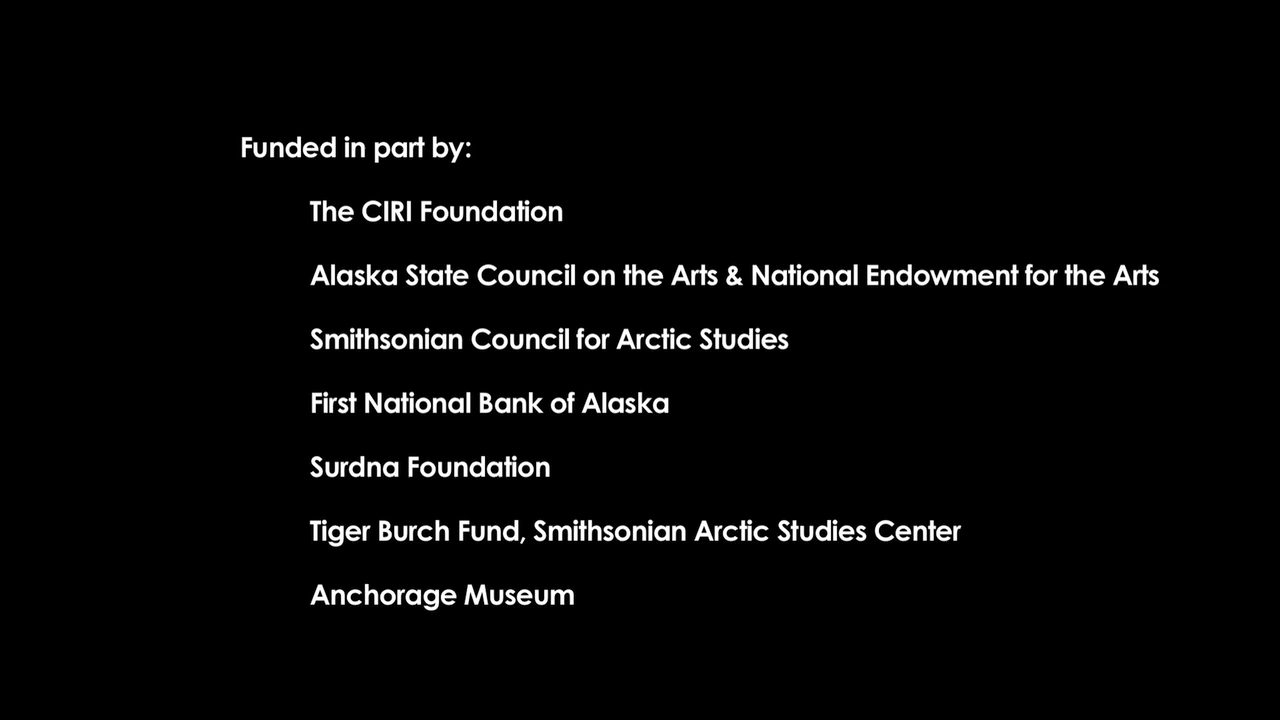 Funded in part by:
The CIRI Foundation
Alaska State Council on the Arts & National Endowment for the Arts
Smithsonian Council for Arctic Studies
First National Bank of Alaska
Surdna Foundation
Tiger Burch Fund, Smithsonian Arctic Studies Center
Anchorage Museum